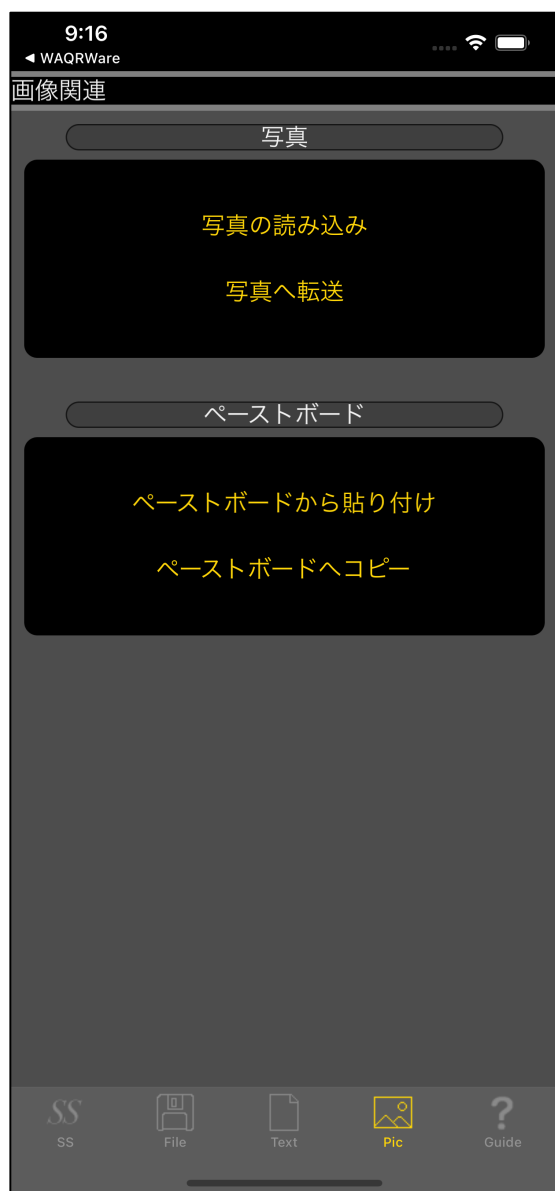 9:16
◀ WAQRWare
画像関連
写真
写真の読み込み
写真へ転送
ペーストボード
ペーストボードから貼り付け
ペーストボードへコピー
SS
SS File Text Pic Guide